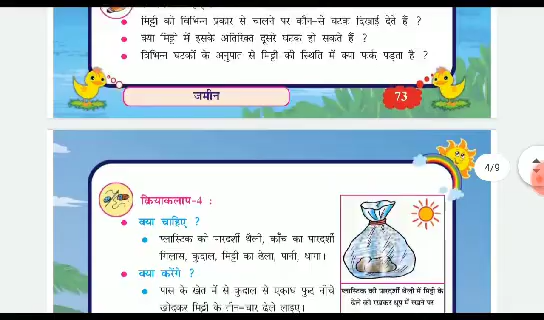 मिट्टी को विभिन्न प्रकार से चालने पर कौन-से घटक दिखाई देते हैं ?
क्या मिट्टी में इसके अतिरिक्त दूसरे घटक हो सकते हैं ?
विभिन्न घटकों के अनुपात से मिट्टी की स्थिति में क्या फर्क पड़ता है ?
जमीन
73
4/9
क्रियाकलाप-4 :
क्या चाहिए ?
प्लास्टिक की पारदर्शी थैली, काँच का पारदर्शी
गिलास, कुदाल, मिट्टी का ढेला, पानी, धागा।
क्या करेंगे ?
पास के खेत में से कुदाल से एकाध फुट नीचे
खोदकर मिट्टी के तीन-चार ढेले लाइए।
प्लास्टिक की पारदर्शी थैली में मिट्टी के
ढेले को रखकर धूप में रखने पर